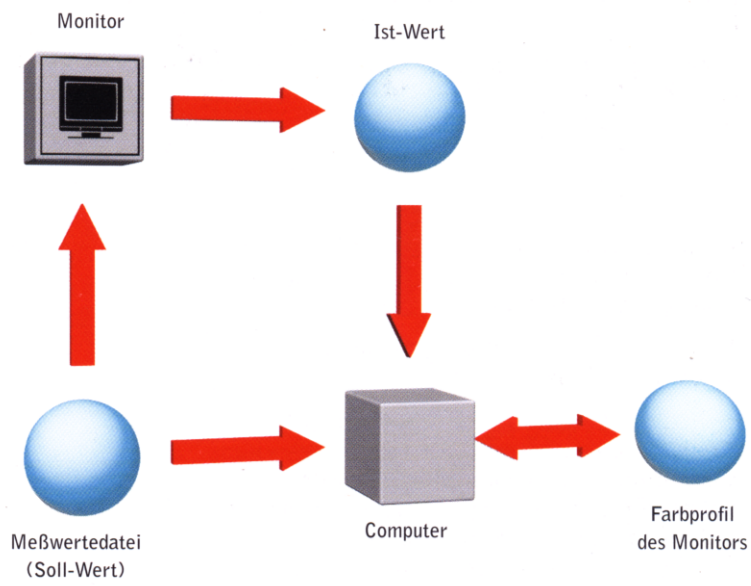 Monitor
Ist-Wert
Meßwertedatei
(Soll-Wert)
Computer
Farbprofil
des Monitors